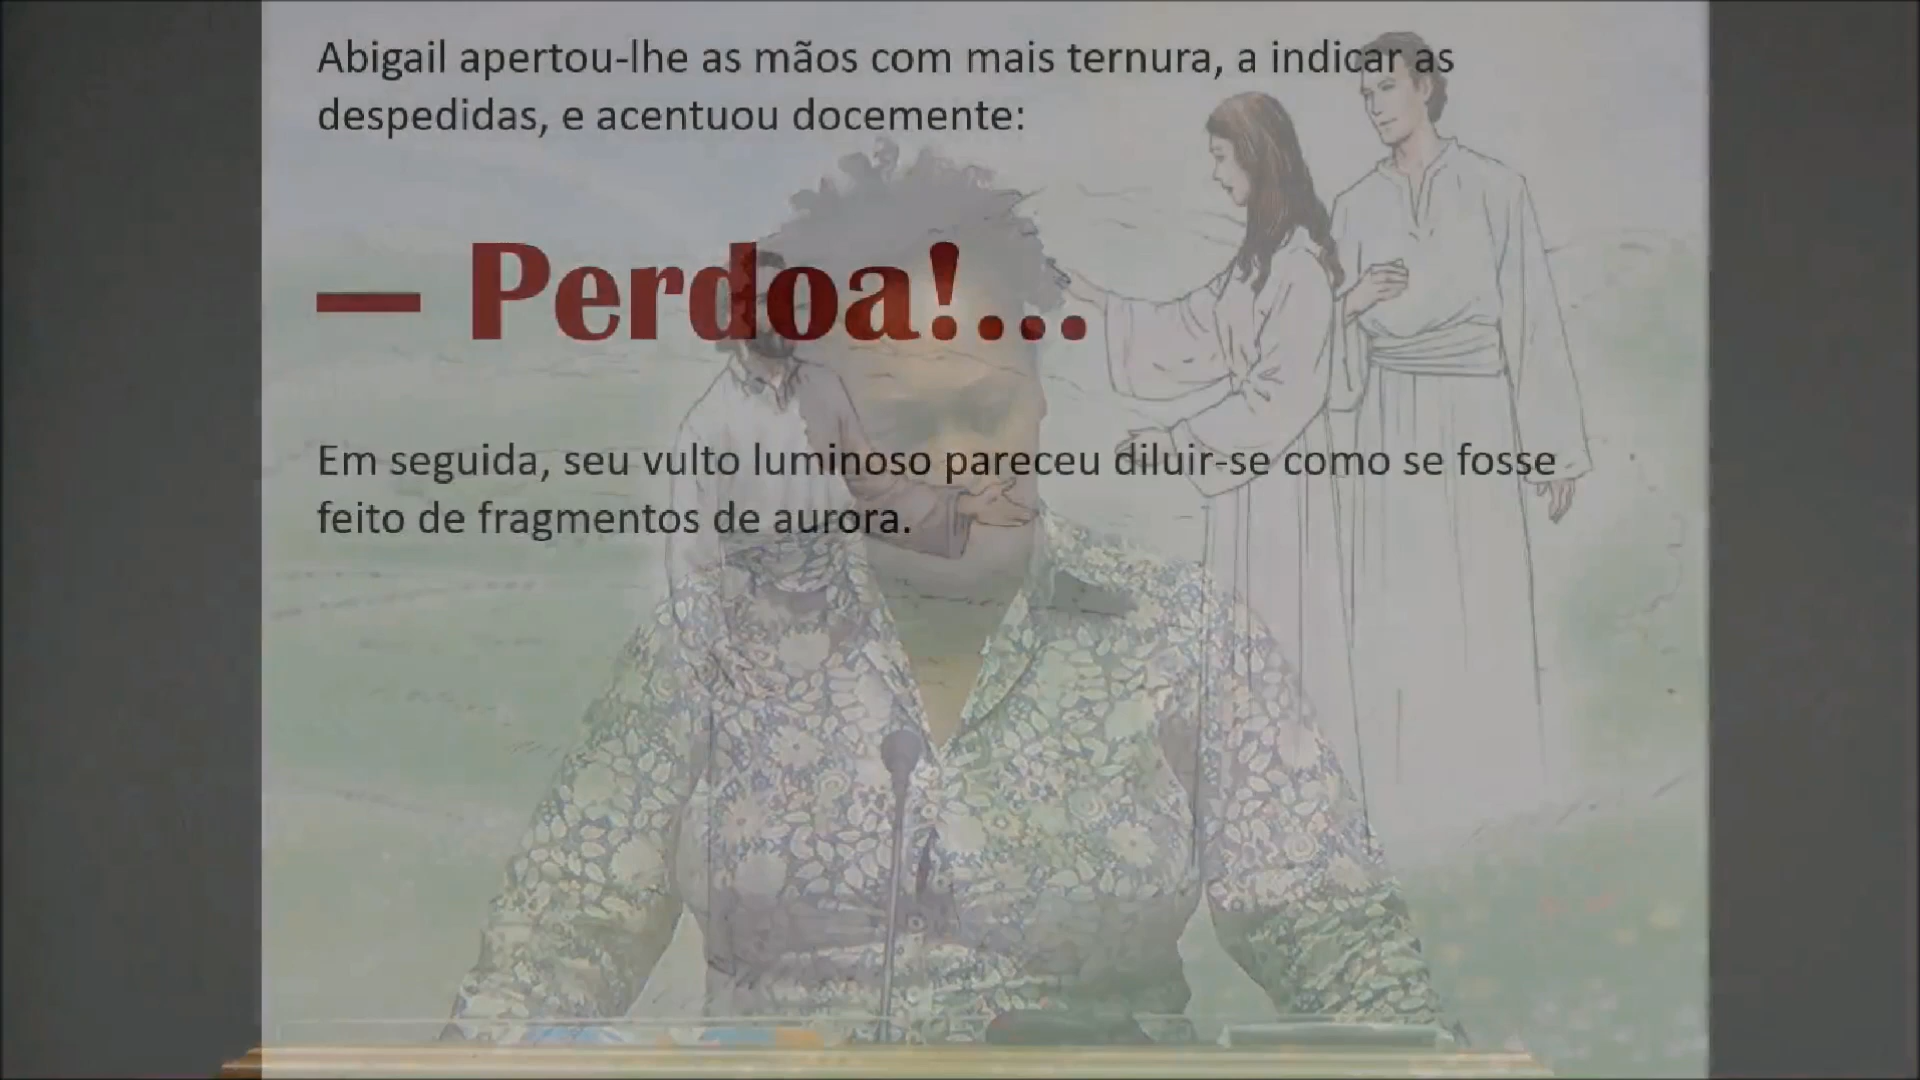 Abigail apertou-lhe as mãos com mais ternura, a indicar as
despedidas, e acentuou docemente:
— Perdoa!...
Em seguida, seu vulto luminoso pareceu diluir-se como se fosse
feito de fragmentos de aurora.